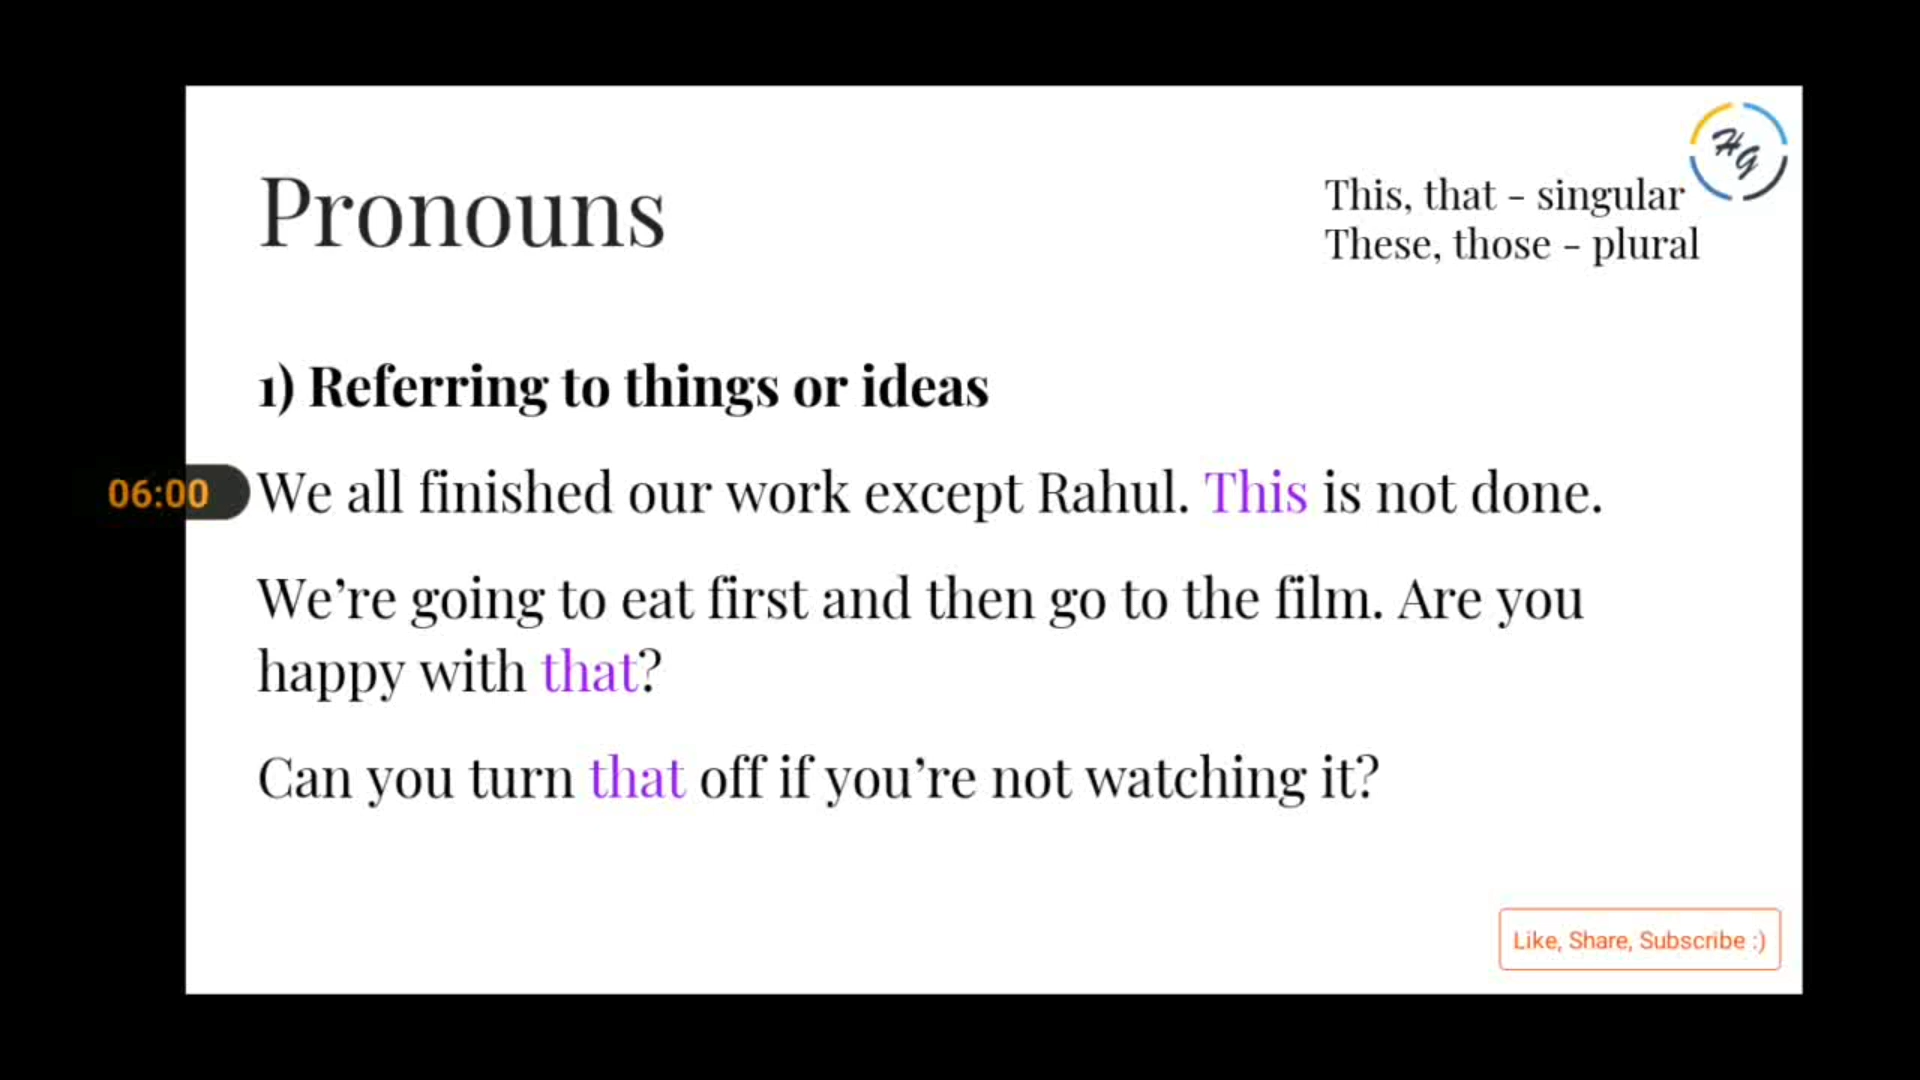 HG
Pronouns
This, that - singular
These, those - plural
1) Referring to things or ideas
06:00
We all finished our work except Rahul. This is not done.
We’re going to eat first and then go to the film. Are you
happy with that?
Can you turn that off if you’re not watching it?
Like, Share, Subscribe :)